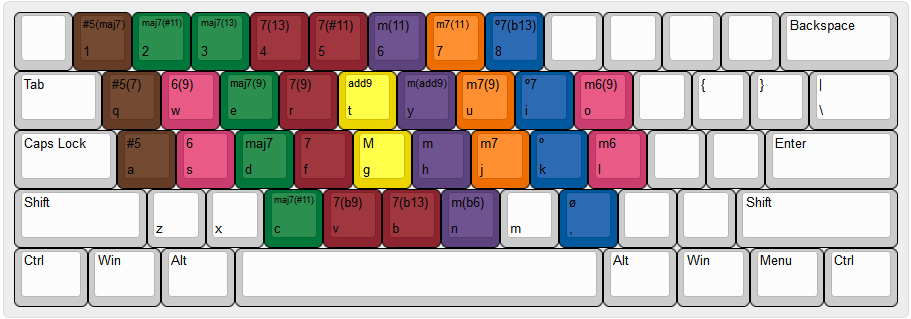 #5(maj7) maj7(#11) maj7(13) 7(13) 7(#11) m(11) m7(11) º7(b13) Backspace
1 2 3 4 5 6 7 8
Tab #5(7) 6(9) maj7(9) 7(9) add9 m(add9) m7(9) º7 m6(9) { } |
q w e r t y u i o \
Caps Lock #5 6 maj7 7 M m m7 º m6 Enter
a s d f g h j k l
Shift maj7(#11) 7(b9) 7(b13) m(b6) ø Shift
z x c v b n m ,
Ctrl Win Alt Alt Win Menu Ctrl